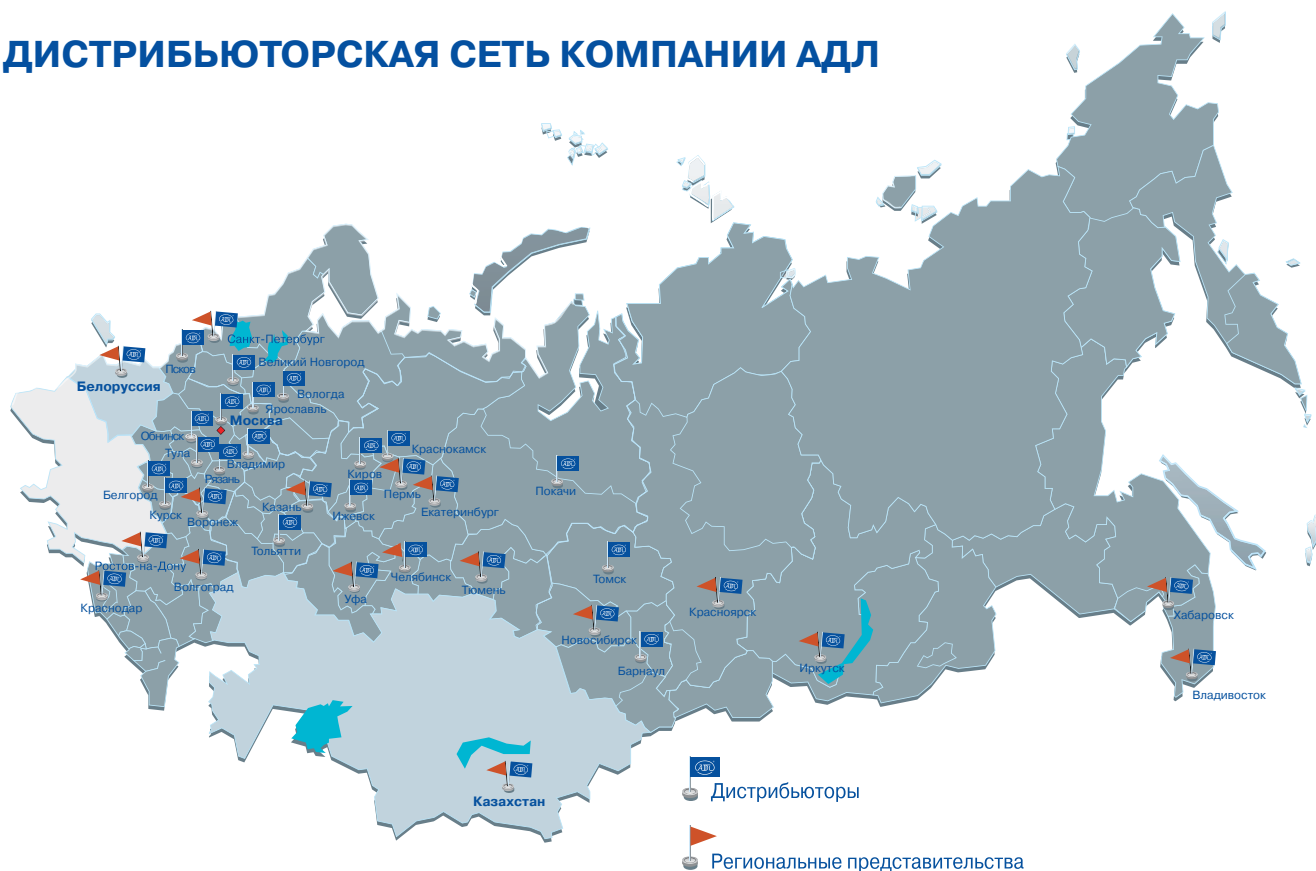 ДИСТРИБЬЮТОРСКАЯ СЕТЬ КОМПАНИИ АДЛ
Санкт-Петербург
Псков
Великий Новгород
Белоруссия
Вологда
Ярославль
Москва
Обнинск
Тула
Владимир
Рязань
Краснокамск
Киров
Пермь
Покачи
Белгород
Казань
Ижевск
Екатеринбург
Курск
Воронеж
Тольятти
Ростов-на-Дону
Волгоград
Челябинск
Томск
Тюмень
Уфа
Краснодар
Красноярск
Хабаровск
Новосибирск
Барнаул
Иркутск
Владивосток
Казахстан
Дистрибьюторы
Региональные представительства